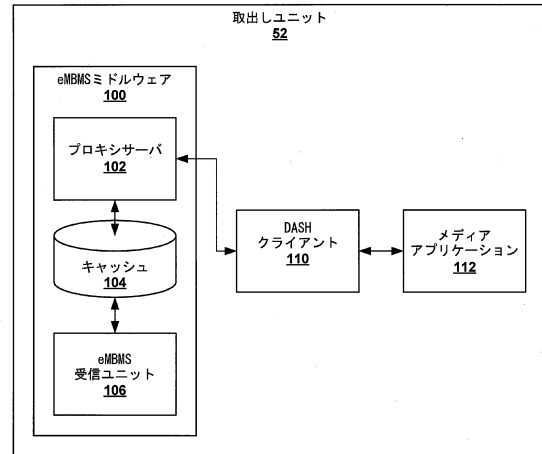 取出しユニット
52
eMBMSミドルウェア
100
プロキシサーバ
102
キャッシュ
104
eMBMS
受信ユニット
106
DASH
クライアント
110
メディア
アプリケーション
112